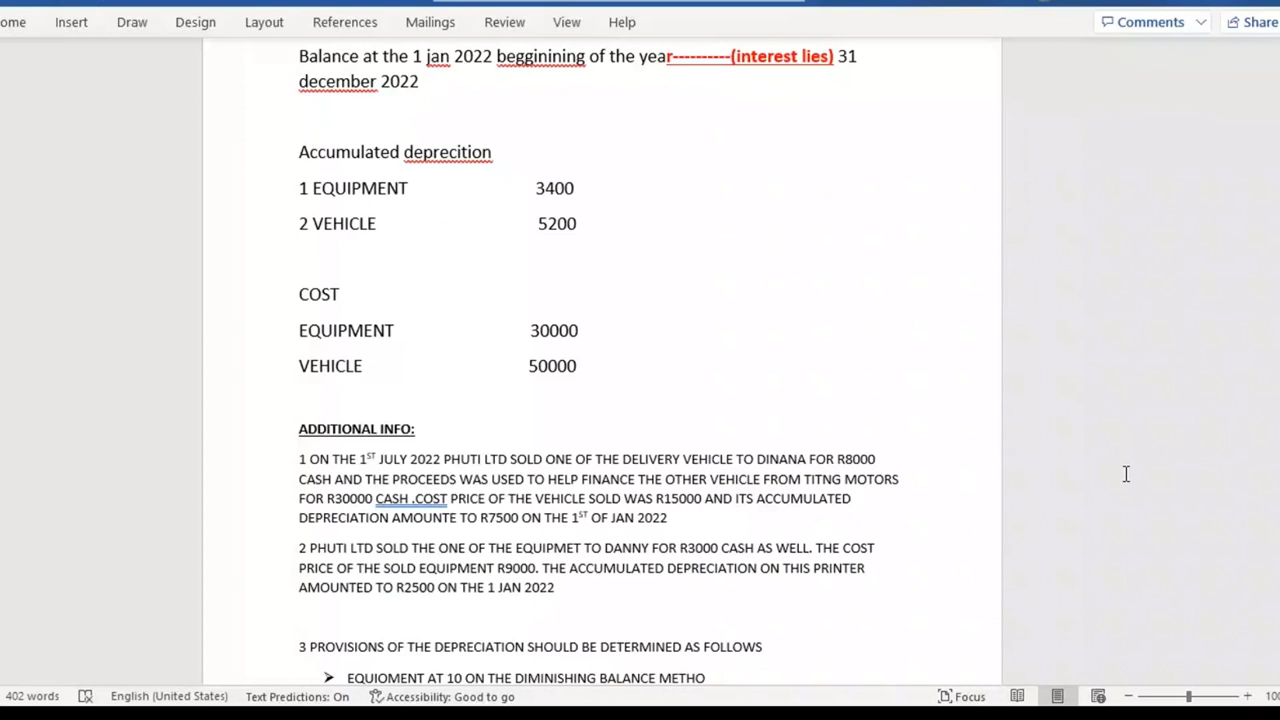 ome Insert Draw Design Layout References Mailings Review View Help Comments Share
Balance at the 1 jan 2022 begginining of the year----------(interest lies) 31
december 2022
Accumulated deprecition
1 EQUIPMENT 3400
2 VEHICLE 5200
COST
EQUIPMENT 30000
VEHICLE 50000
ADDITIONAL INFO:
1 ON THE 1ST JULY 2022 PHUTI LTD SOLD ONE OF THE DELIVERY VEHICLE TO DINANA FOR R8000
CASH AND THE PROCEEDS WAS USED TO HELP FINANCE THE OTHER VEHICLE FROM TITNG MOTORS
FOR R30000 CASH .COST PRICE OF THE VEHICLE SOLD WAS R15000 AND ITS ACCUMULATED
DEPRECIATION AMOUNTE TO R7500 ON THE 1ST OF JAN 2022
2 PHUTI LTD SOLD THE ONE OF THE EQUIPMET TO DANNY FOR R3000 CASH AS WELL. THE COST
PRICE OF THE SOLD EQUIPMENT R9000. THE ACCUMULATED DEPRECIATION ON THIS PRINTER
AMOUNTED TO R2500 ON THE 1 JAN 2022
3 PROVISIONS OF THE DEPRECIATION SHOULD BE DETERMINED AS FOLLOWS
➤ EQUIOMENT AT 10 ON THE DIMINISHING BALANCE METHO
402 words English (United States) Text Predictions: On Accessibility: Good to go Focus 100